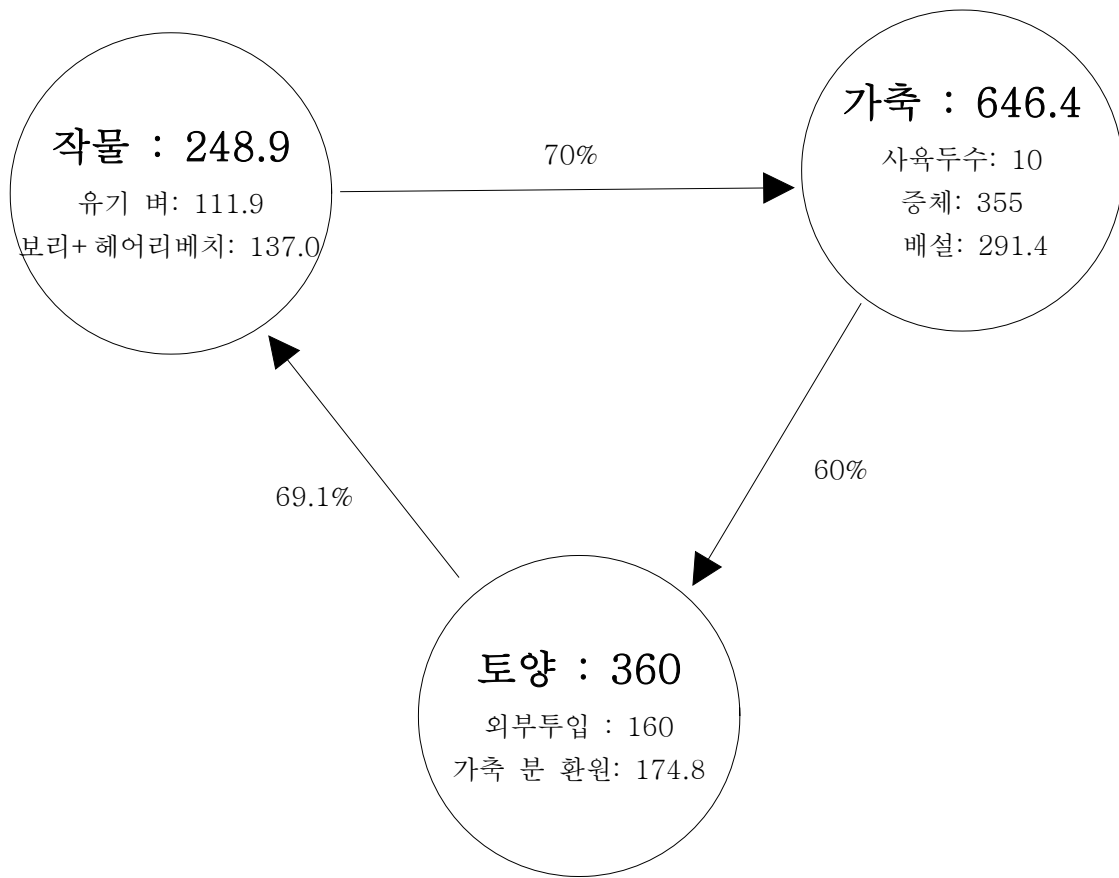 작물 : 248.9
유기 벼: 111.9
보리+헤어리베치: 137.0
70%
가축 : 646.4
사육두수: 10
증체: 355
배설: 291.4
69.1%
60%
토양 : 360
외부투입 : 160
가축 분 환원: 174.8